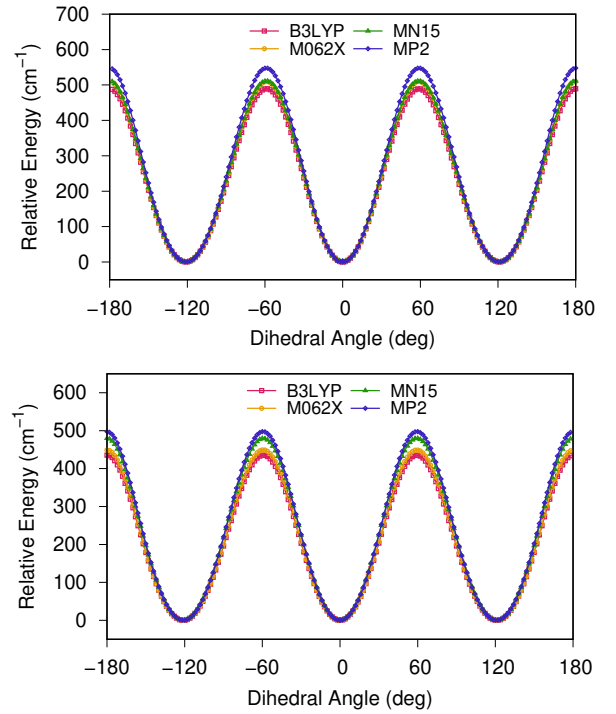 700
600
500
400
300
200
100
0
Relative Energy (cm⁻¹)
B3LYP MN15
M062X MP2
−180 −120 −60 0 60 120 180
Dihedral Angle (deg)
600
500
400
300
200
100
0
Relative Energy (cm⁻¹)
B3LYP MN15
M062X MP2
−180 −120 −60 0 60 120 180
Dihedral Angle (deg)